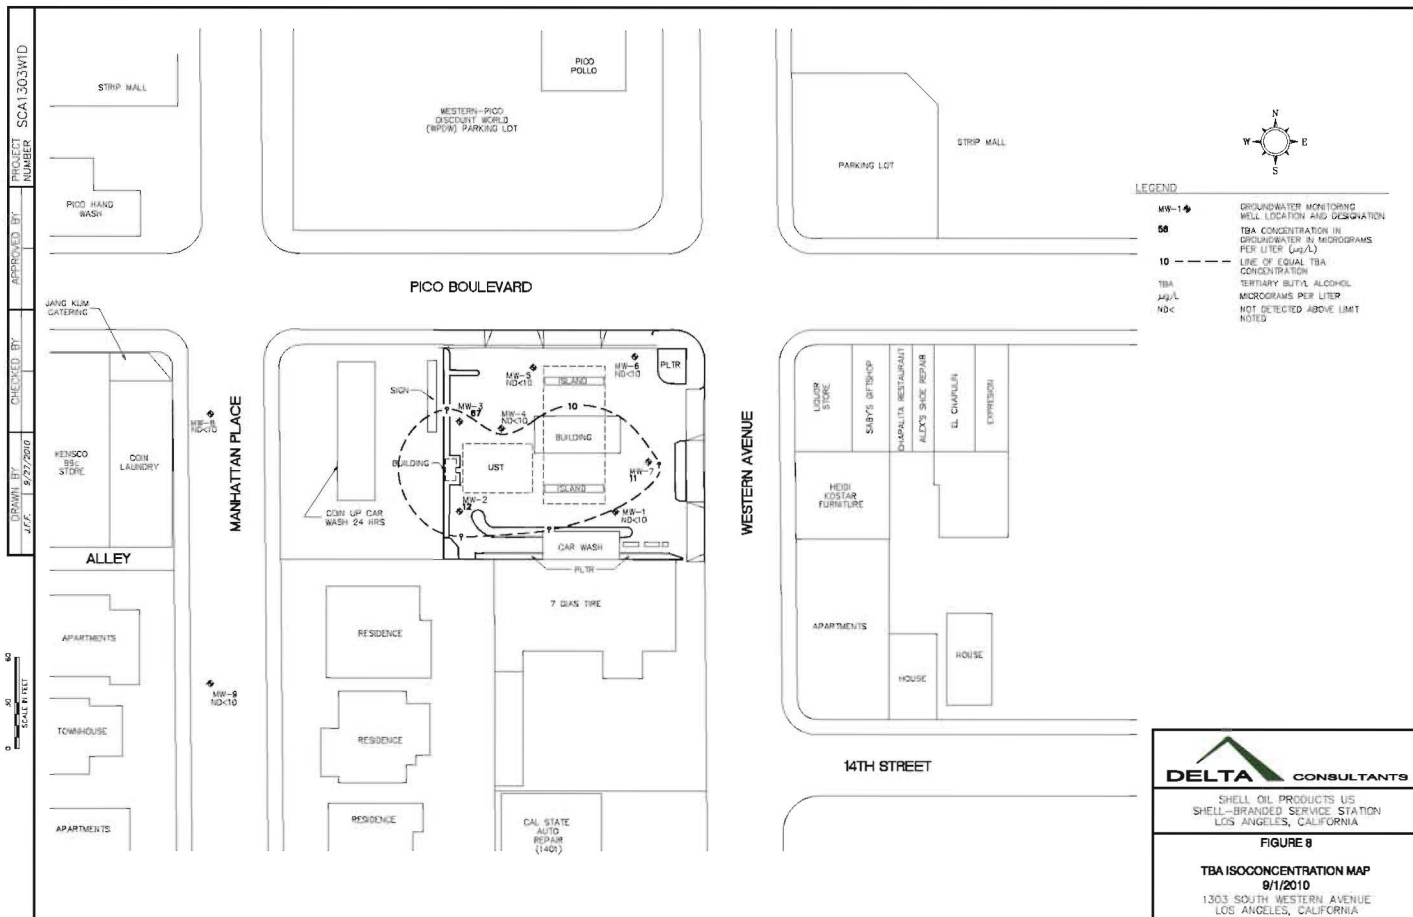 PROJECT NUMBER SCA1303W1D
APPROVED BY
CHECKED BY
DRAWN BY
J.F.F. 9/27/2010
STRIP MALL
PICO HAND
WASH
WESTERN-PICO
DISCOUNT WORLD
(WPDW) PARKING LOT
PICO
POLLO
PARKING LOT
STRIP MALL
N
W E
S
LEGEND
MW-1 GROUNDWATER MONITORING
WELL LOCATION AND DESIGNATION
58 TBA CONCENTRATION IN
GROUNDWATER IN MICROGRAMS
PER LITER (µg/L)
10 LINE OF EQUAL TBA
CONCENTRATION
TBA TERTIARY BUTYL ALCOHOL
µg/L MICROGRAMS PER LITER
ND< NOT DETECTED ABOVE LIMIT
NOTED
PICO BOULEVARD
JANG KUM
CATERING
KENSCO
99c
STORE
COIN
LAUNDRY
MW-8
ND<10
MANHATTAN PLACE
SIGN
COIN UP CAR
WASH 24 HRS
BUILDING
MW-3
67
MW-4
ND<10
MW-5
ND<10
ISLAND
10
BUILDING
UST
ISLAND
MW-6
ND<10
PLTR
MW-7
11
MW-2
12
MW-1
ND<10
CAR WASH
PLTR
WESTERN AVENUE
LIQUOR
STORE
SABY'S GIFTSHOP
CHAPALITA RESTAURANT
ALEX'S SHOE REPAIR
EL CHAPULIN
EXPRESION
HEIDI
KOSTAR
FURNITURE
ALLEY
APARTMENTS
TOWNHOUSE
APARTMENTS
MW-9
ND<10
RESIDENCE
RESIDENCE
RESIDENCE
7 DIAS TIRE
CAL STATE
AUTO
REPAIR
(1401)
APARTMENTS
HOUSE
HOUSE
14TH STREET
0 30 60
SCALE IN FEET
DELTA CONSULTANTS
SHELL OIL PRODUCTS US
SHELL-BRANDED SERVICE STATION
LOS ANGELES, CALIFORNIA
FIGURE 8
TBA ISOCONCENTRATION MAP
9/1/2010
1303 SOUTH WESTERN AVENUE
LOS ANGELES, CALIFORNIA